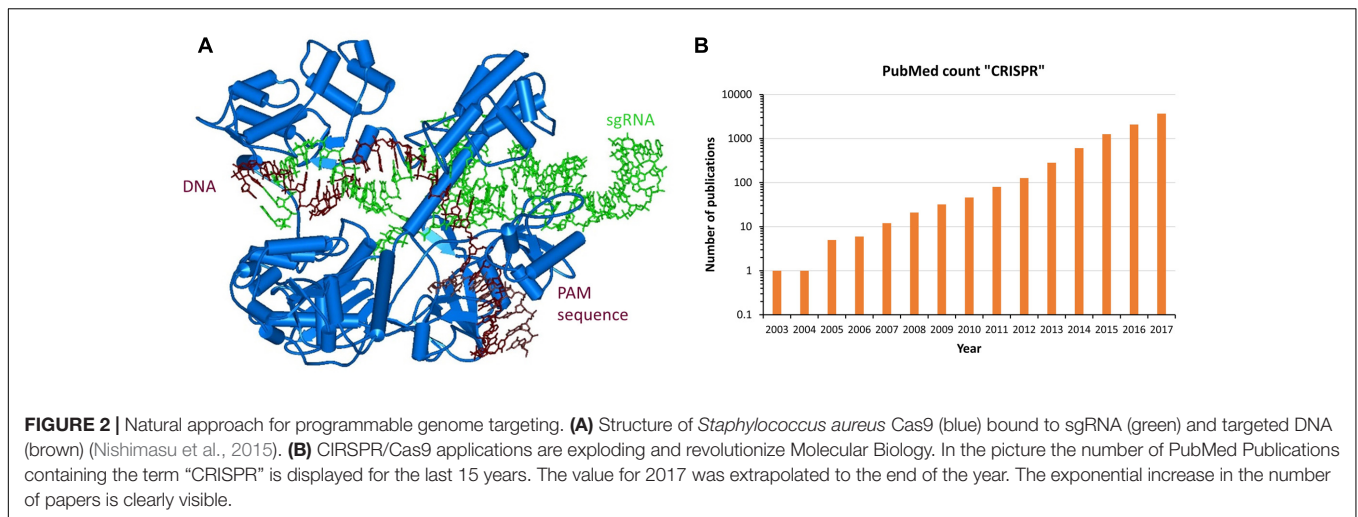 A
sgRNA
DNA
PAM
sequence
B
PubMed count "CRISPR"
Number of publications
10000
1000
100
10
1
0.1
2003 2004 2005 2006 2007 2008 2009 2010 2011 2012 2013 2014 2015 2016 2017
Year
FIGURE 2 | Natural approach for programmable genome targeting. (A) Structure of Staphylococcus aureus Cas9 (blue) bound to sgRNA (green) and targeted DNA
(brown) (Nishimasu et al., 2015). (B) CIRSPR/Cas9 applications are exploding and revolutionize Molecular Biology. In the picture the number of PubMed Publications
containing the term “CRISPR” is displayed for the last 15 years. The value for 2017 was extrapolated to the end of the year. The exponential increase in the number
of papers is clearly visible.